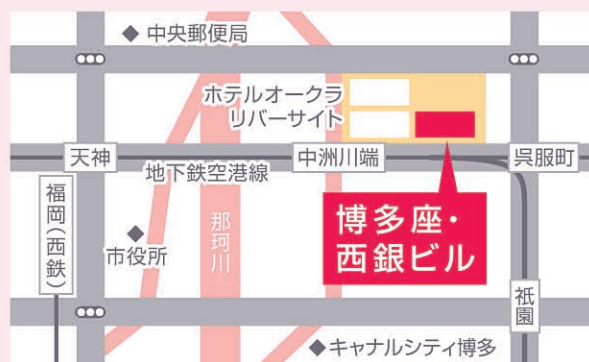 ◆ 中央郵便局
ホテルオークラ
リバーサイト
天神
地下鉄空港線
中洲川端
呉服町
福岡(西鉄)
◆
市役所
那珂川
博多座・
西銀ビル
祇園
◆キャナルシティ博多